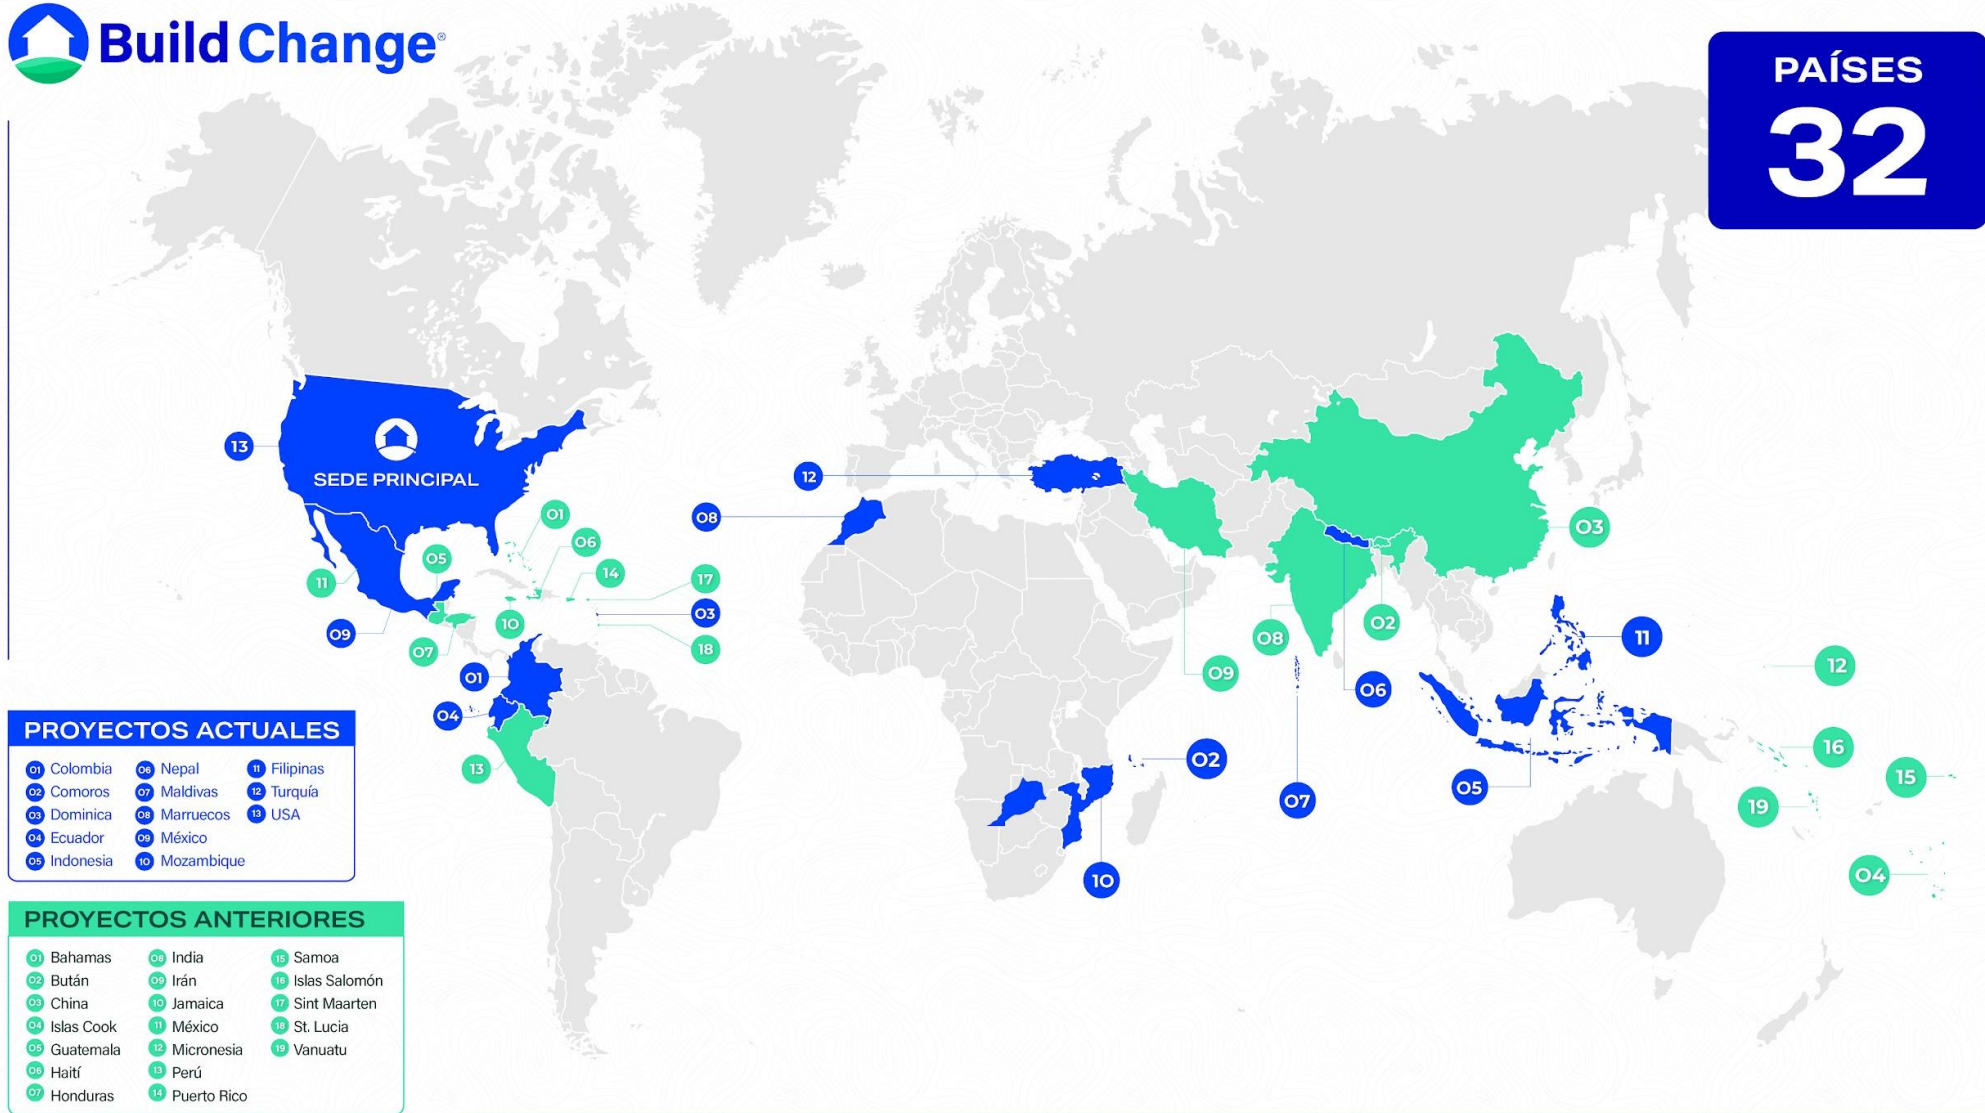 Build Change®
PAÍSES
32
SEDE PRINCIPAL
13
12
08
01
06
05
14
17
11
03
10
09
07
18
01
04
13
03
02
08
09
06
11
12
16
15
02
05
07
19
04
10
PROYECTOS ACTUALES
01 Colombia
02 Comoros
03 Dominica
04 Ecuador
05 Indonesia
06 Nepal
07 Maldivas
08 Marruecos
09 México
10 Mozambique
11 Filipinas
12 Turquía
13 USA
PROYECTOS ANTERIORES
01 Bahamas
02 Bután
03 China
04 Islas Cook
05 Guatemala
06 Haití
07 Honduras
08 India
09 Irán
10 Jamaica
11 México
12 Micronesia
13 Perú
14 Puerto Rico
15 Samoa
16 Islas Salomón
17 Sint Maarten
18 St. Lucia
19 Vanuatu